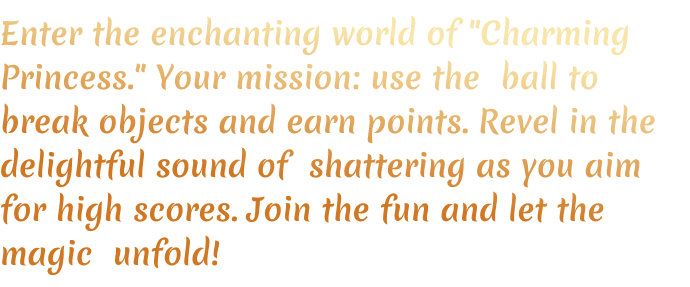 Enter the enchanting world of "Charming
Princess." Your mission: use the  ball to
break objects and earn points. Revel in the
delightful sound of  shattering as you aim
for high scores. Join the fun and let the
magic  unfold!